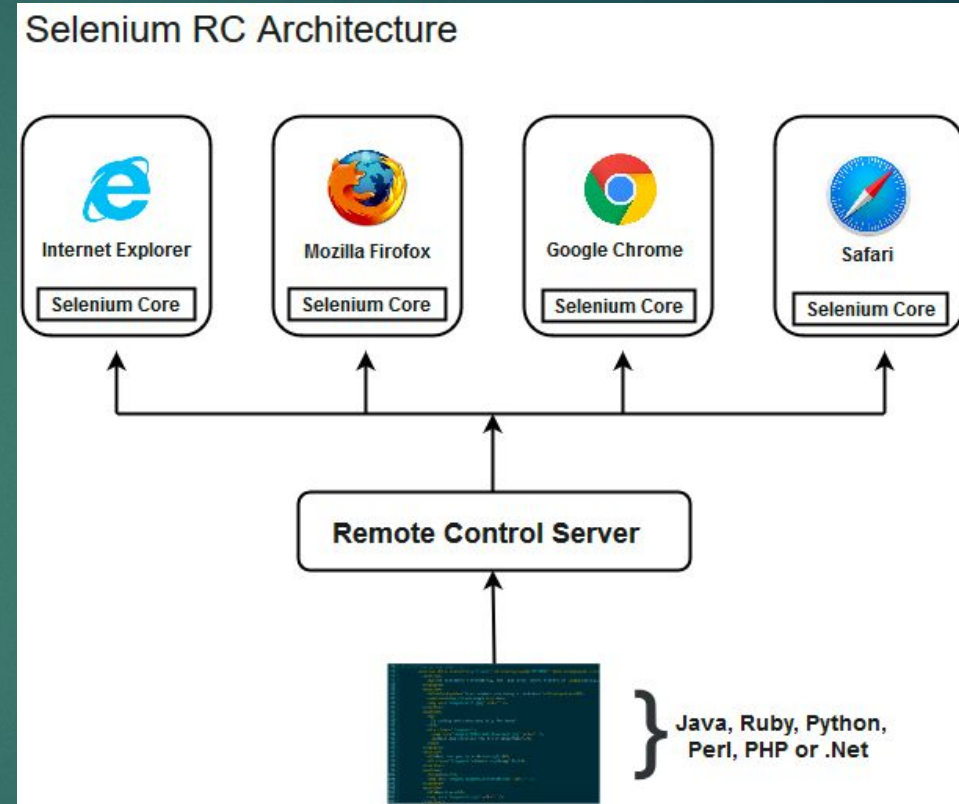 Selenium RC Architecture
Internet Explorer
Selenium Core
Mozilla Firofox
Selenium Core
Google Chrome
Selenium Core
Safari
Selenium Core
Remote Control Server
Java, Ruby, Python,
Perl, PHP or .Net